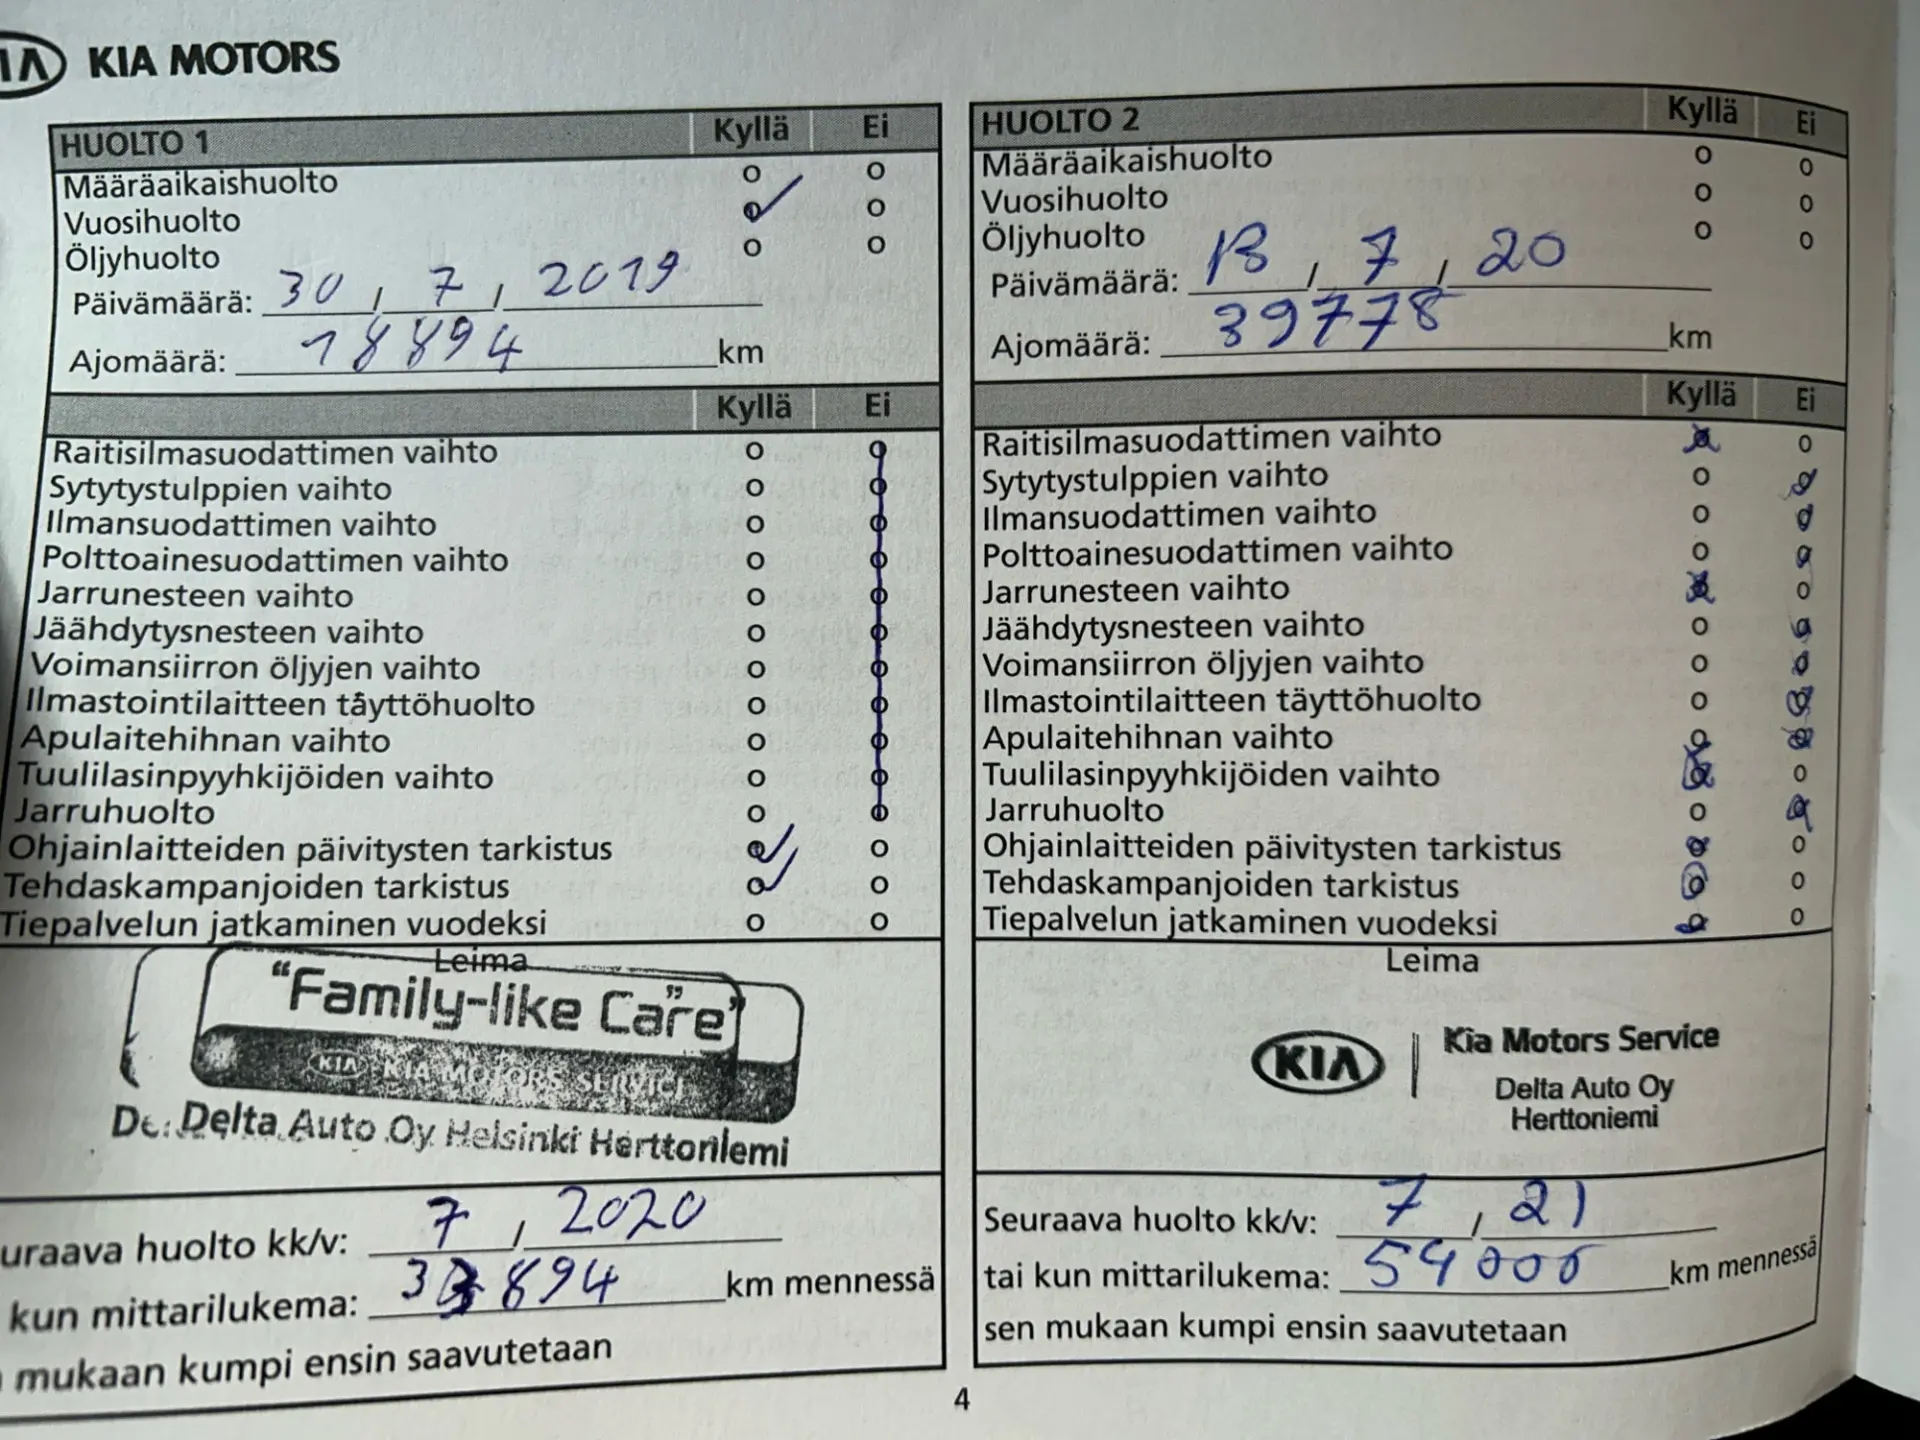 KIA KIA MOTORS
HUOLTO 1 Kyllä Ei
Määräaikaishuolto o o
Vuosihuolto o o
Öljyhuolto o o
Päivämäärä: 30 / 7 / 2019
Ajomäärä: 18894 km
Kyllä Ei
Raitisilmasuodattimen vaihto o o
Sytytystulppien vaihto o o
Ilmansuodattimen vaihto o o
Polttoainesuodattimen vaihto o o
Jarrunesteen vaihto o o
Jäähdytysnesteen vaihto o o
Voimansiirron öljyjen vaihto o o
Ilmastointilaitteen täyttöhuolto o o
Apulaitehihnan vaihto o o
Tuulilasinpyyhkijöiden vaihto o o
Jarruhuolto o o
Ohjainlaitteiden päivitysten tarkistus o o
Tehdaskampanjoiden tarkistus o o
Tiepalvelun jatkaminen vuodeksi o o
Leima
"Family-like Care"
KIA KIA MOTORS SERVICE
Delta Auto Oy Helsinki Herttoniemi
uraava huolto kk/v: 7 / 2020
kun mittarilukema: 33894 km mennessä
mukaan kumpi ensin saavutetaan
HUOLTO 2 Kyllä Ei
Määräaikaishuolto o o
Vuosihuolto o o
Öljyhuolto o o
Päivämäärä: 13 / 7 / 20
Ajomäärä: 39778 km
Kyllä Ei
Raitisilmasuodattimen vaihto o o
Sytytystulppien vaihto o o
Ilmansuodattimen vaihto o o
Polttoainesuodattimen vaihto o o
Jarrunesteen vaihto o o
Jäähdytysnesteen vaihto o o
Voimansiirron öljyjen vaihto o o
Ilmastointilaitteen täyttöhuolto o o
Apulaitehihnan vaihto o o
Tuulilasinpyyhkijöiden vaihto o o
Jarruhuolto o o
Ohjainlaitteiden päivitysten tarkistus o o
Tehdaskampanjoiden tarkistus o o
Tiepalvelun jatkaminen vuodeksi o o
Leima
KIA | Kia Motors Service
Delta Auto Oy
Herttoniemi
Seuraava huolto kk/v: 7 / 21
tai kun mittarilukema: 54000 km mennessä
sen mukaan kumpi ensin saavutetaan
4